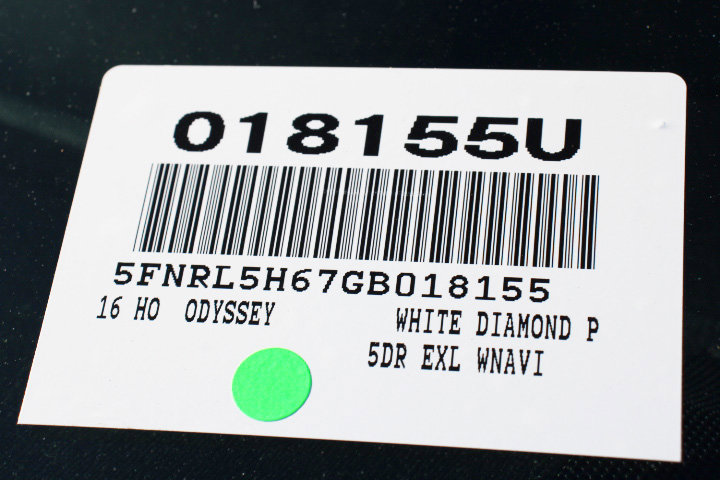 018155U
5FNRL5H67GB018155
16 HO ODYSSEY WHITE DIAMOND P
5DR EXL WNAVI